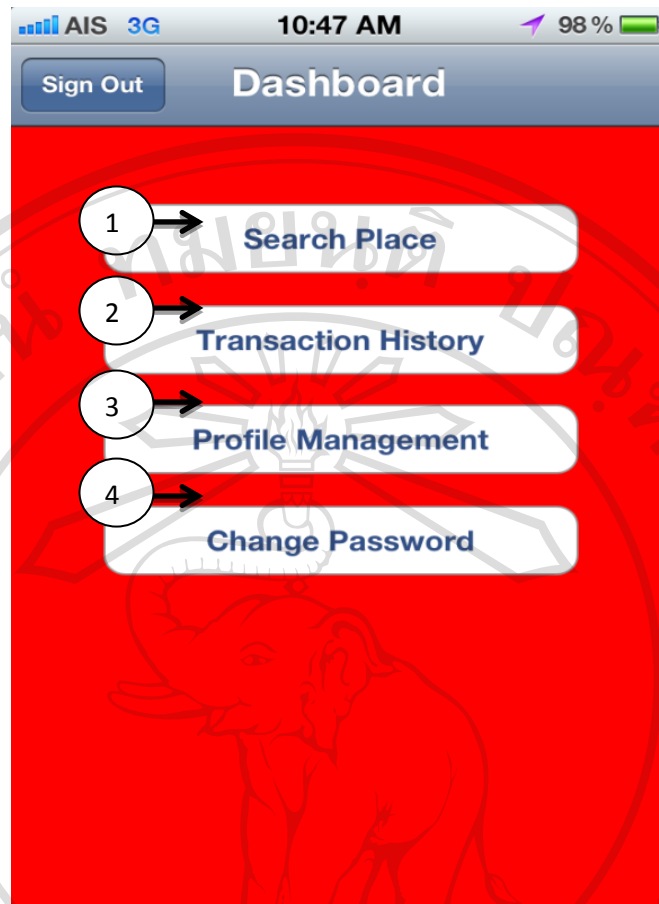 AIS 3G 10:47 AM 98 %
Sign Out Dashboard
1 Search Place
2 Transaction History
3 Profile Management
4 Change Password